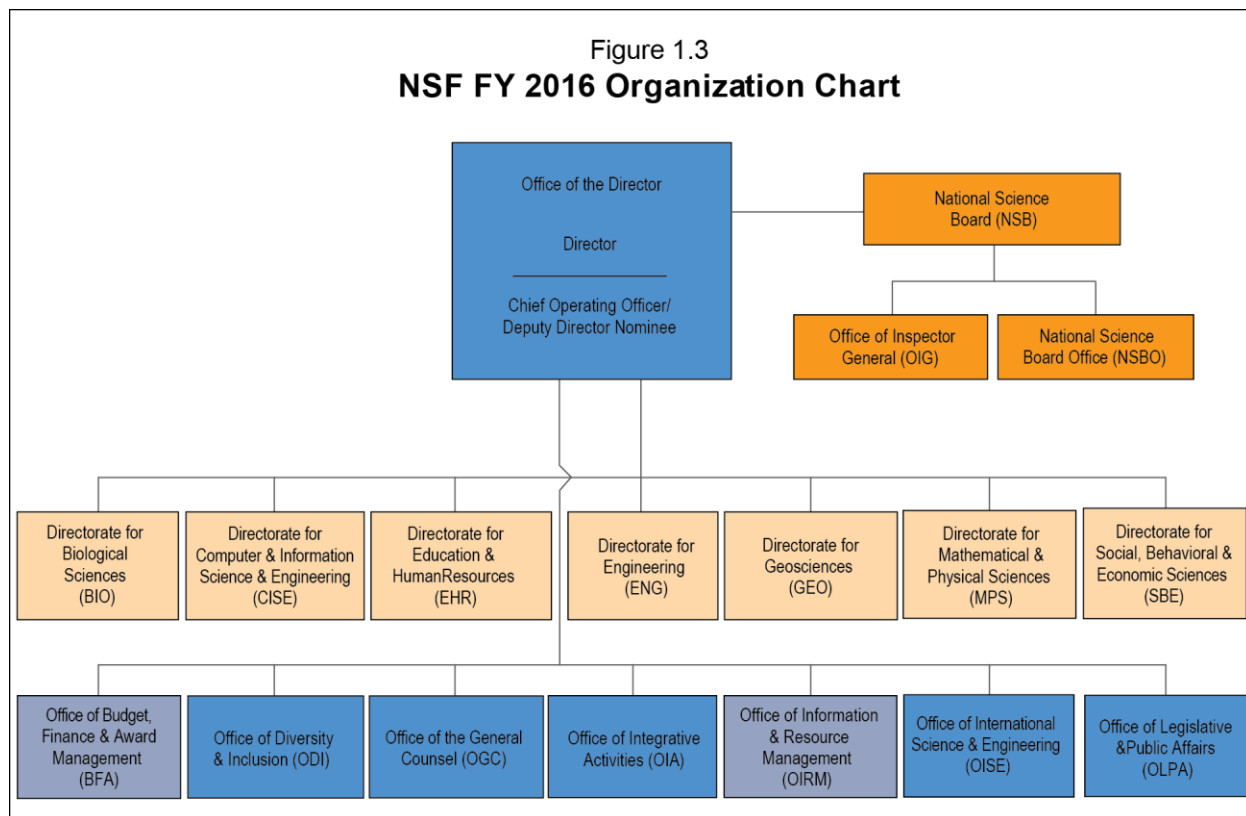 Figure 1.3
NSF FY 2016 Organization Chart
Office of the Director
Director
Chief Operating Officer/
Deputy Director Nominee
National Science
Board (NSB)
Office of Inspector
General (OIG)
National Science
Board Office (NSBO)
Directorate for
Biological
Sciences
(BIO)
Directorate for
Computer & Information
Science & Engineering
(CISE)
Directorate for
Education &
HumanResources
(EHR)
Directorate for
Engineering
(ENG)
Directorate for
Geosciences
(GEO)
Directorate for
Mathematical &
Physical Sciences
(MPS)
Directorate for
Social, Behavioral &
Economic Sciences
(SBE)
Office of Budget,
Finance & Award
Management
(BFA)
Office of Diversity
& Inclusion (ODI)
Office of the General
Counsel (OGC)
Office of Integrative
Activities (OIA)
Office of Information
& Resource
Management
(OIRM)
Office of International
Science & Engineering
(OISE)
Office of Legislative
&Public Affairs
(OLPA)